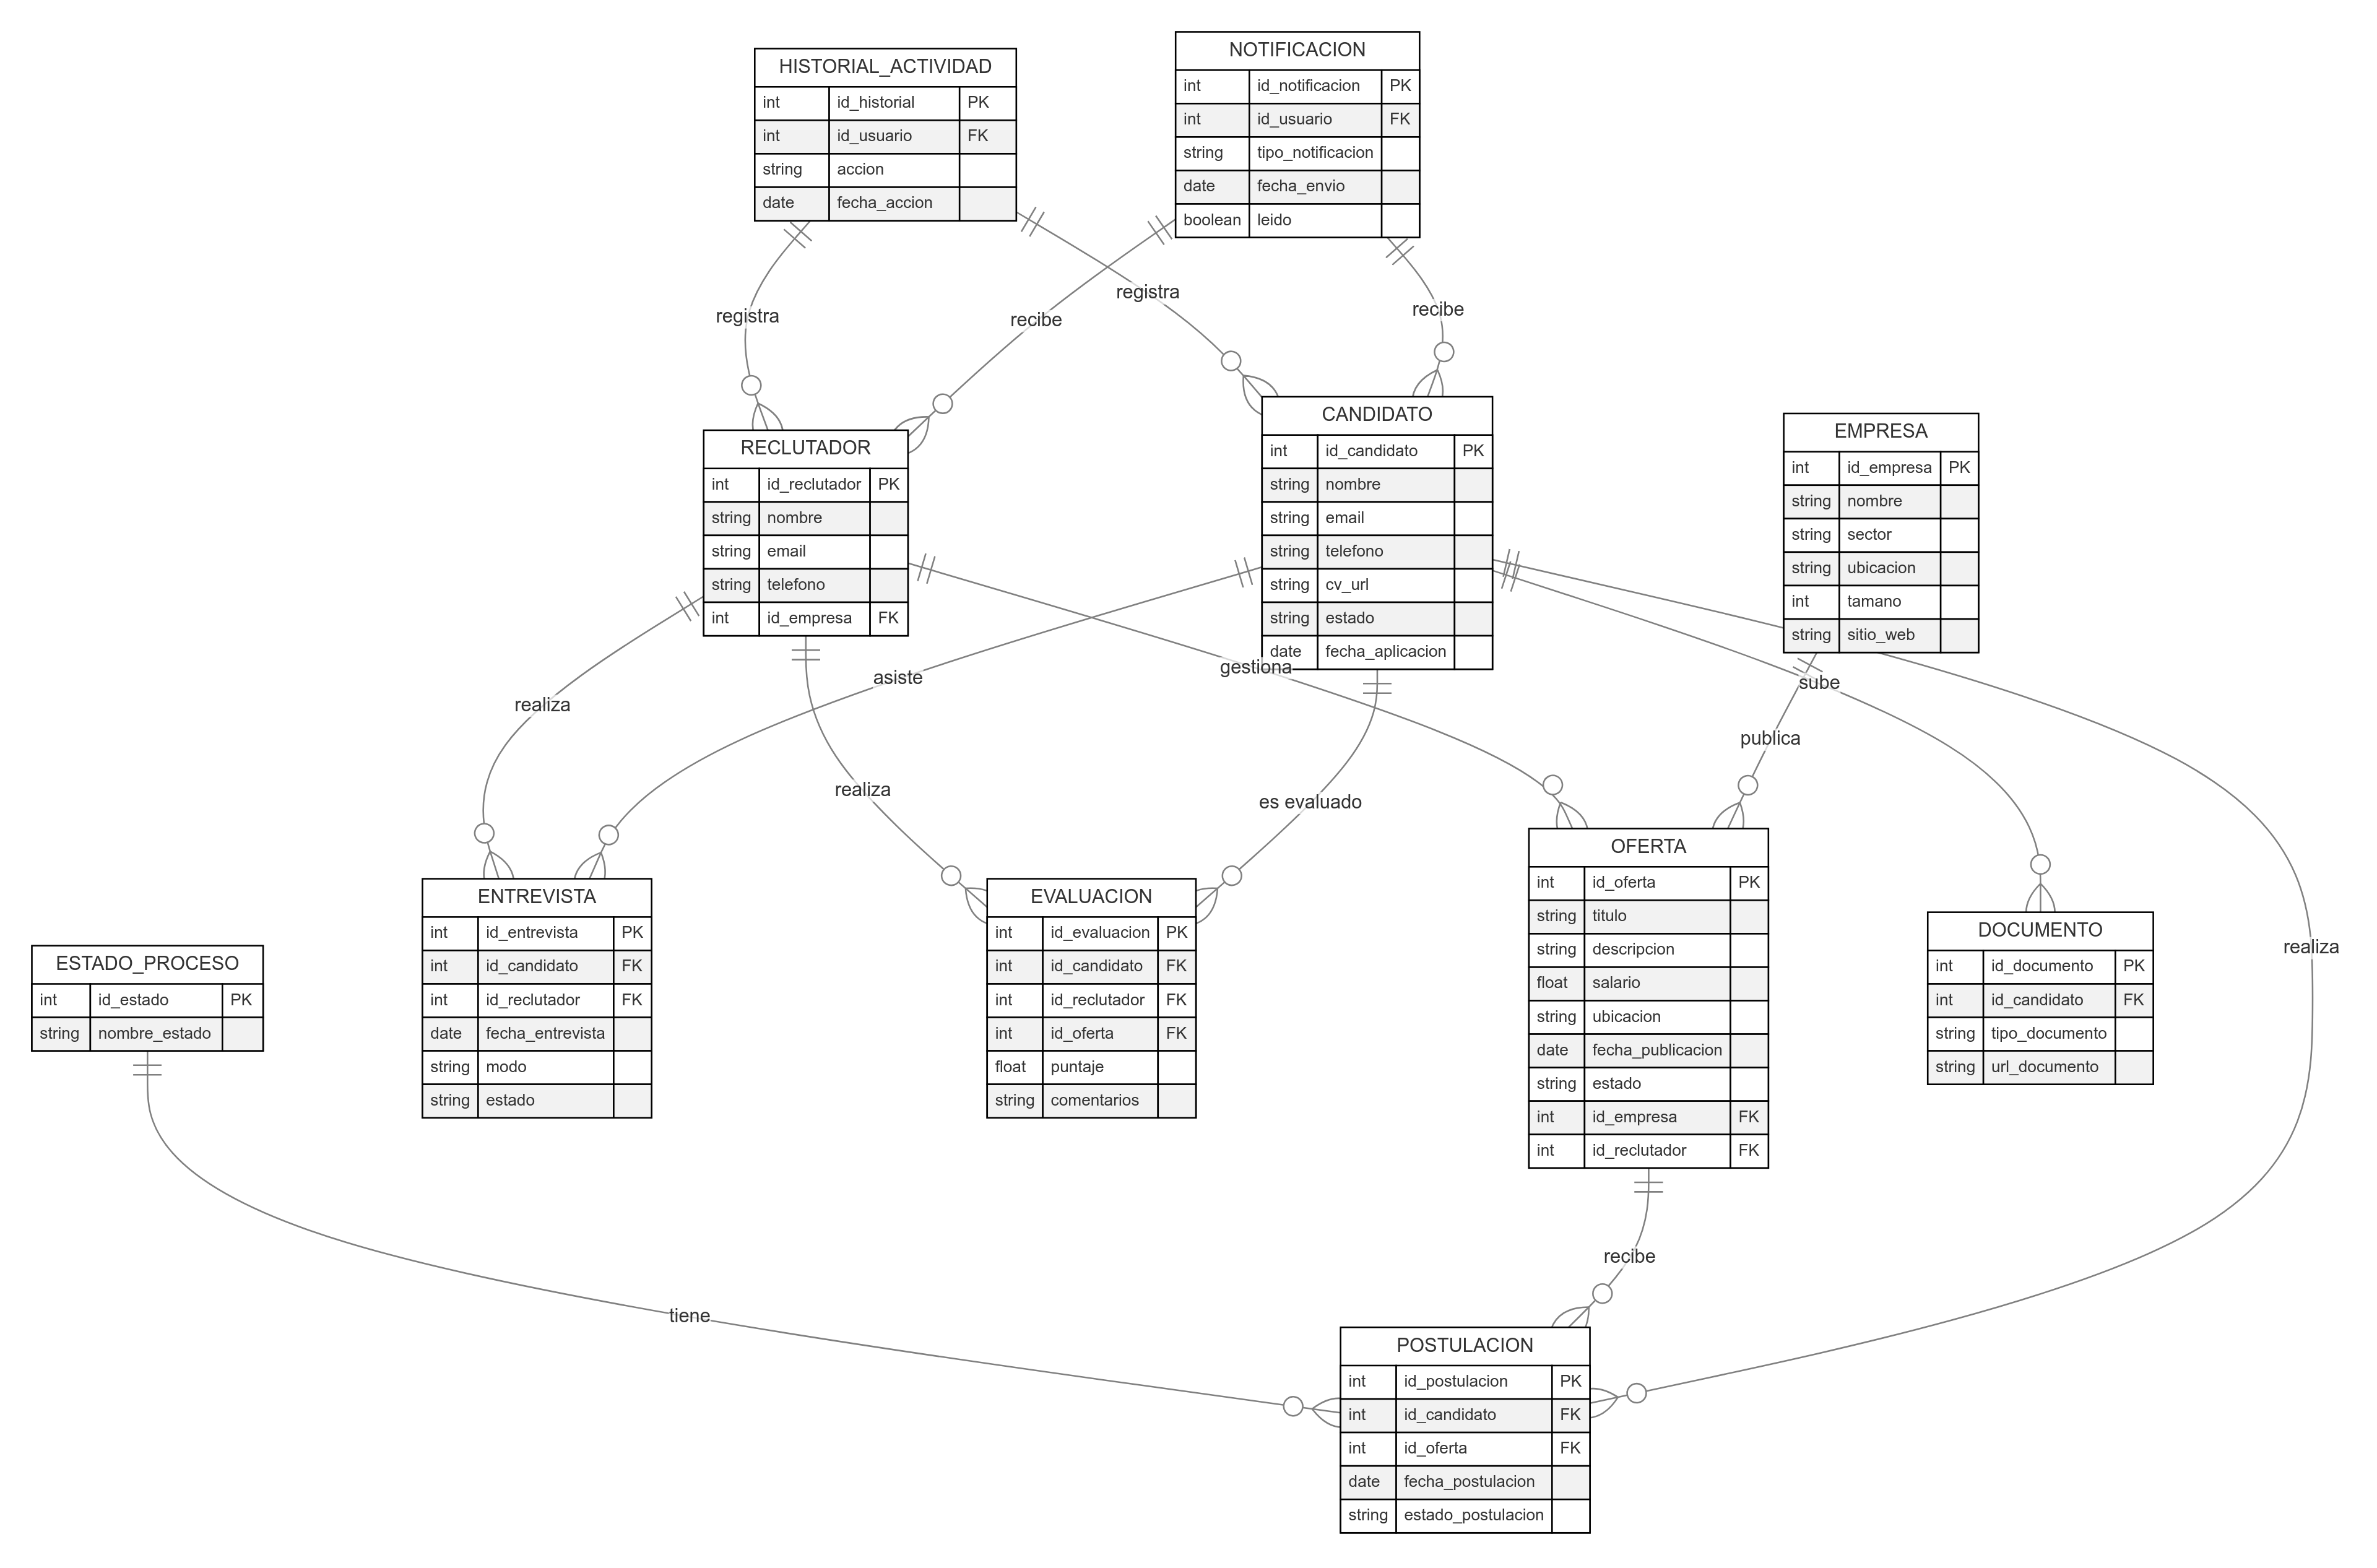 HISTORIAL_ACTIVIDAD
int id_historial PK
int id_usuario FK
string accion
date fecha_accion
NOTIFICACION
int id_notificacion PK
int id_usuario FK
string tipo_notificacion
date fecha_envio
boolean leido
registra
recibe
registra
recibe
RECLUTADOR
int id_reclutador PK
string nombre
string email
string telefono
int id_empresa FK
CANDIDATO
int id_candidato PK
string nombre
string email
string telefono
string cv_url
string estado
date fecha_aplicacion
EMPRESA
int id_empresa PK
string nombre
string sector
string ubicacion
int tamano
string sitio_web
realiza
asiste
gestiona
sube
publica
realiza
es evaluado
realiza
ESTADO_PROCESO
int id_estado PK
string nombre_estado
ENTREVISTA
int id_entrevista PK
int id_candidato FK
int id_reclutador FK
date fecha_entrevista
string modo
string estado
EVALUACION
int id_evaluacion PK
int id_candidato FK
int id_reclutador FK
int id_oferta FK
float puntaje
string comentarios
OFERTA
int id_oferta PK
string titulo
string descripcion
float salario
string ubicacion
date fecha_publicacion
string estado
int id_empresa FK
int id_reclutador FK
DOCUMENTO
int id_documento PK
int id_candidato FK
string tipo_documento
string url_documento
tiene
recibe
POSTULACION
int id_postulacion PK
int id_candidato FK
int id_oferta FK
date fecha_postulacion
string estado_postulacion